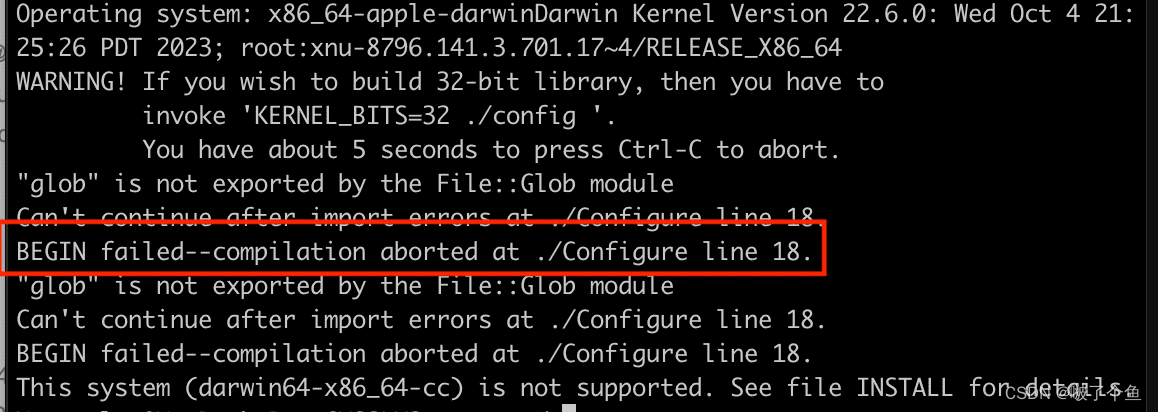 Operating system: x86_64-apple-darwinDarwin Kernel Version 22.6.0: Wed Oct 4 21:
25:26 PDT 2023; root:xnu-8796.141.3.701.17~4/RELEASE_X86_64
WARNING! If you wish to build 32-bit library, then you have to
invoke 'KERNEL_BITS=32 ./config '.
You have about 5 seconds to press Ctrl-C to abort.
"glob" is not exported by the File::Glob module
Can't continue after import errors at ./Configure line 18.
BEGIN failed--compilation aborted at ./Configure line 18.
"glob" is not exported by the File::Glob module
Can't continue after import errors at ./Configure line 18.
BEGIN failed--compilation aborted at ./Configure line 18.
This system (darwin64-x86_64-cc) is not supported. See file INSTALL for details.